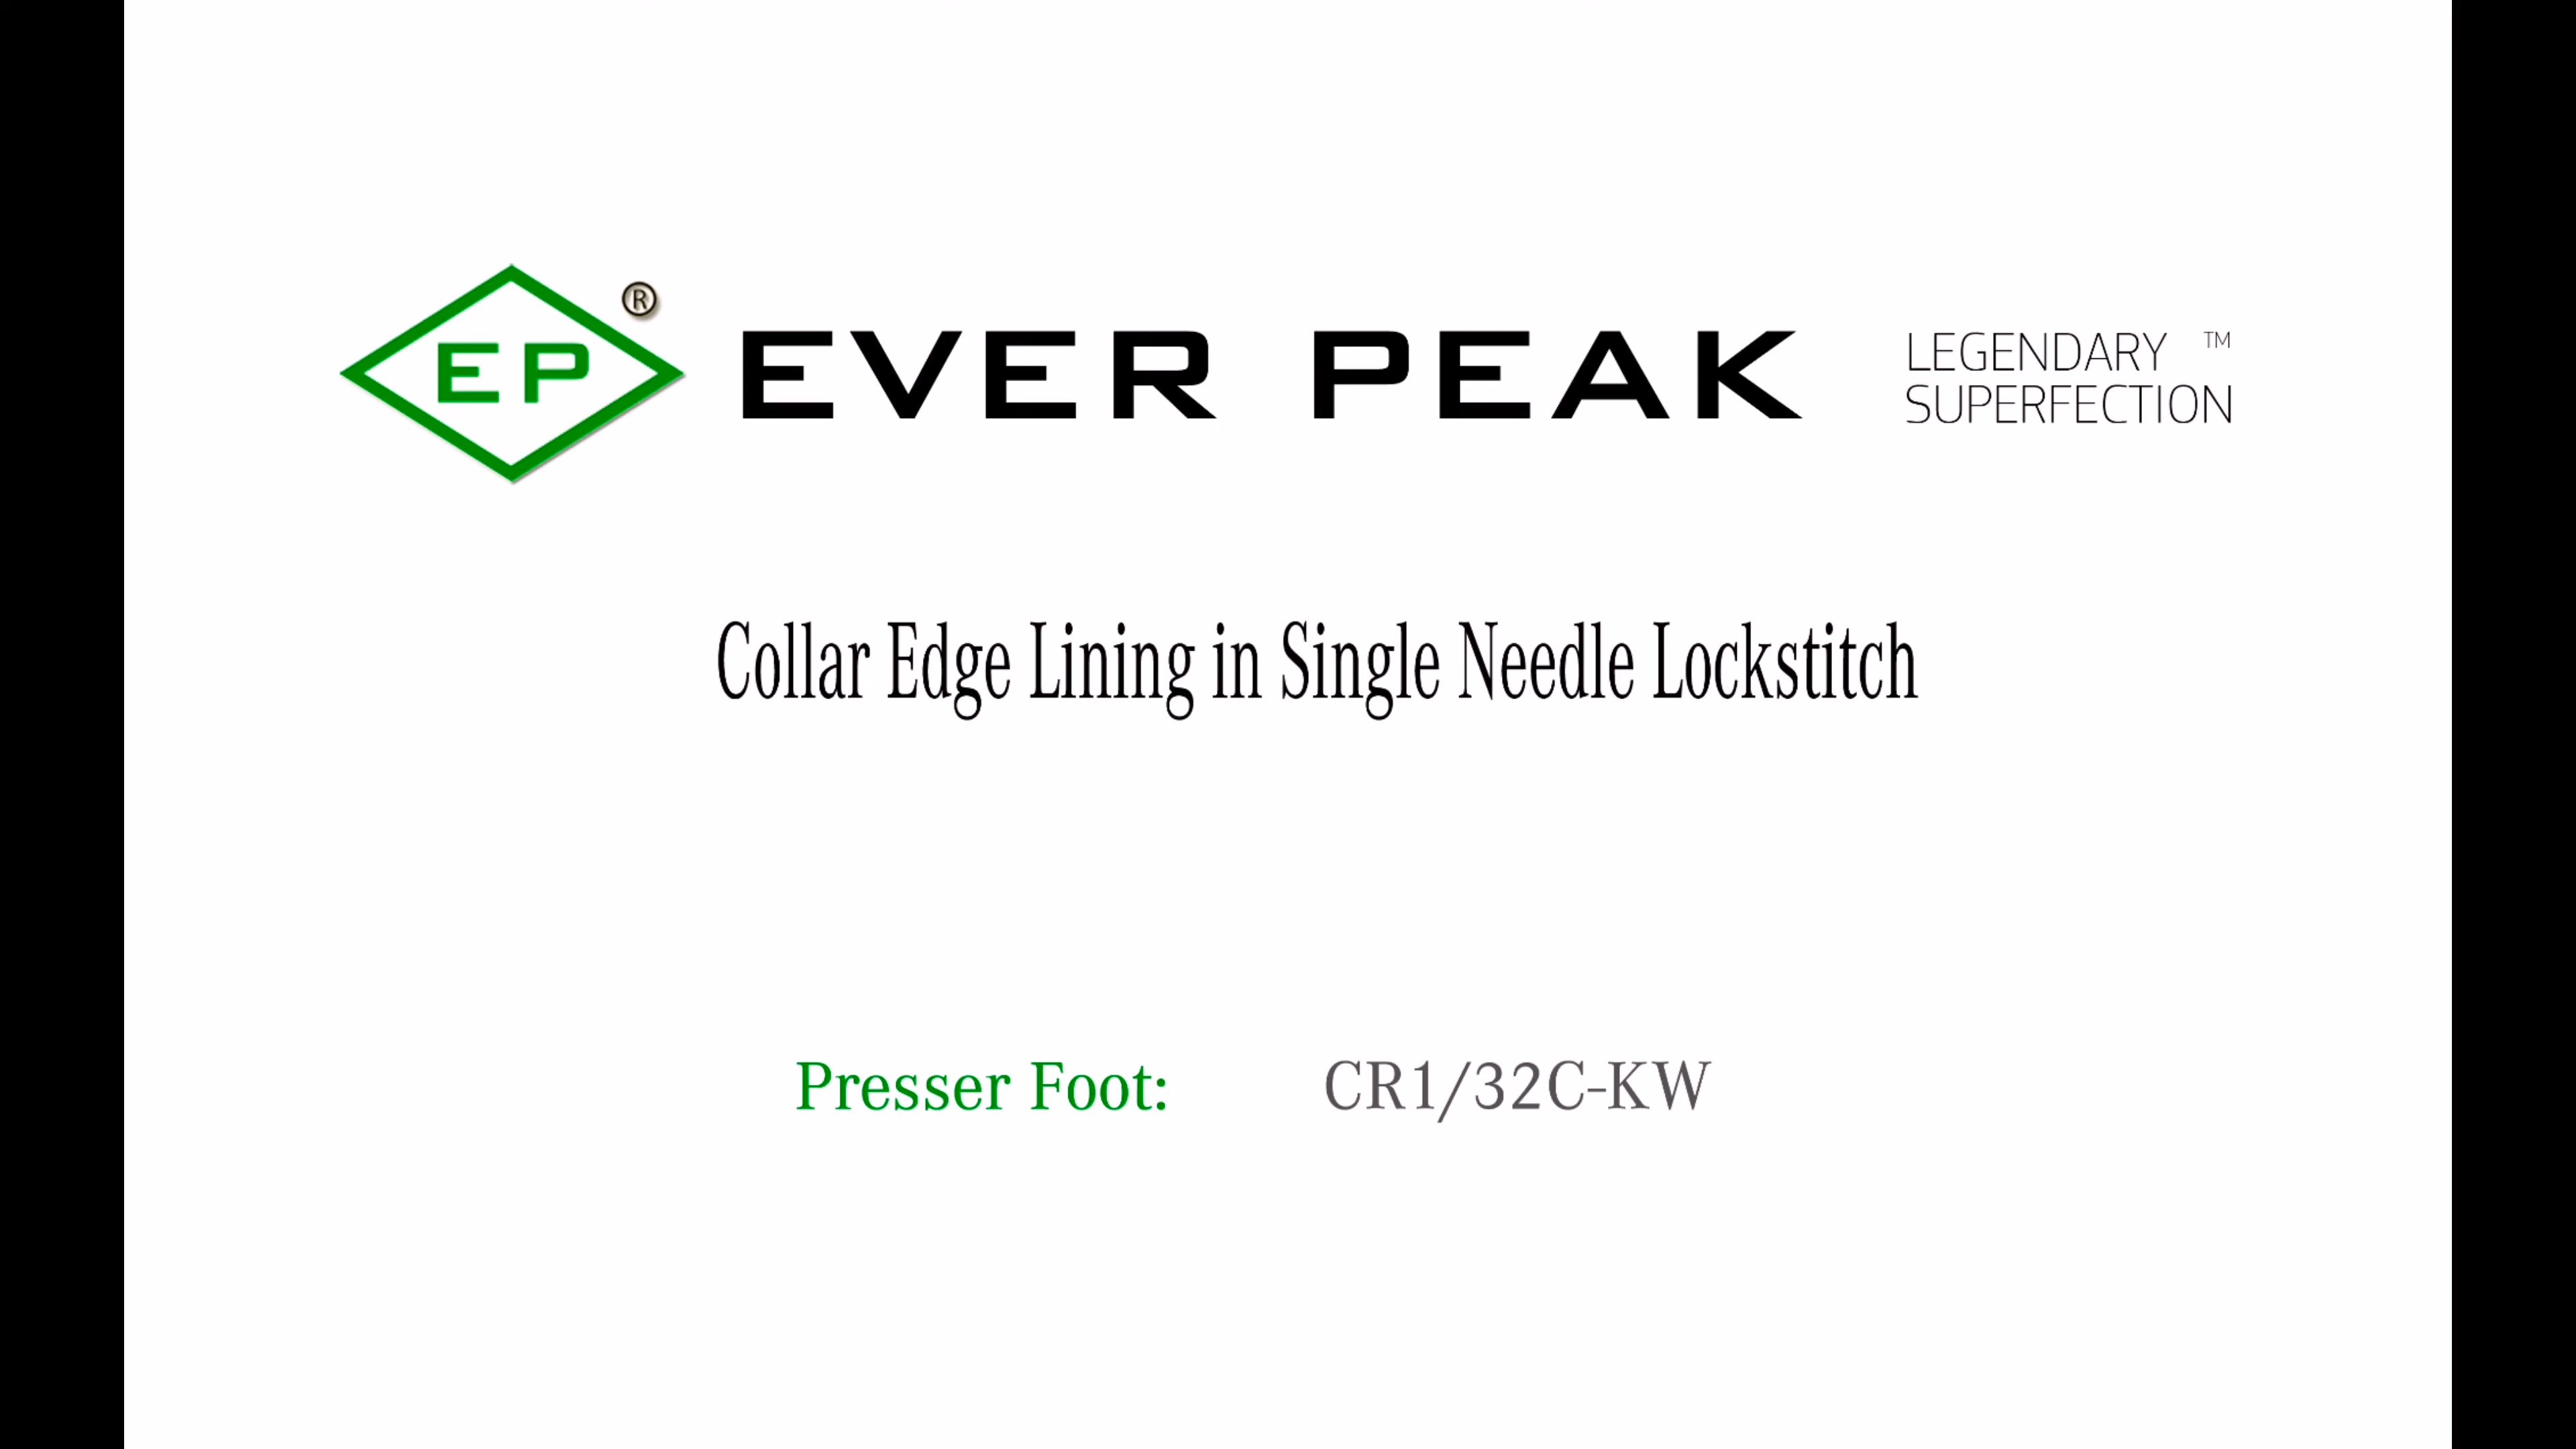 EP ® EVER PEAK LEGENDARY ™
SUPERFECTION
Collar Edge Lining in Single Needle Lockstitch
Presser Foot: CR1/32C-KW